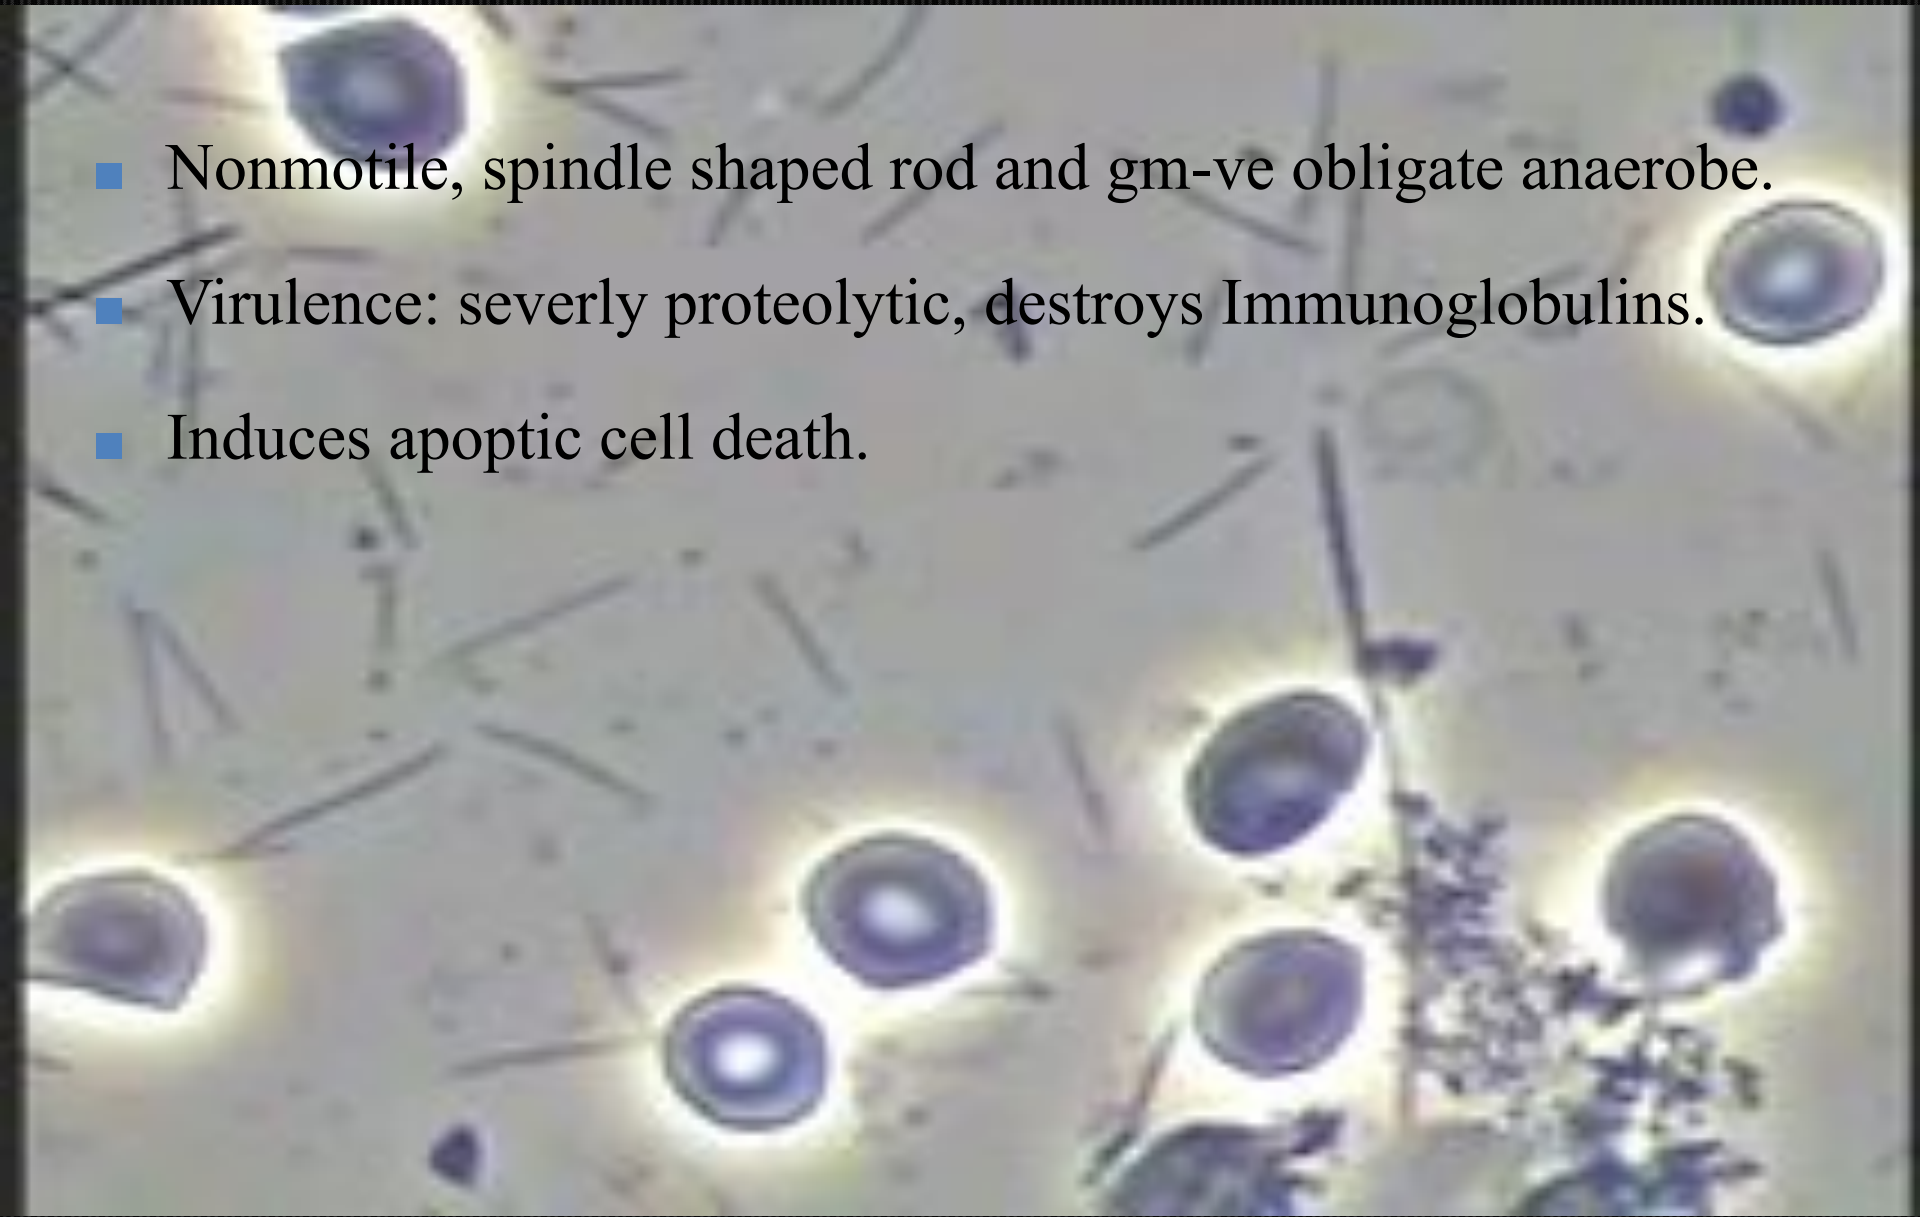 Nonmotile, spindle shaped rod and gm-ve obligate anaerobe.
Virulence: severly proteolytic, destroys Immunoglobulins.
Induces apoptic cell death.